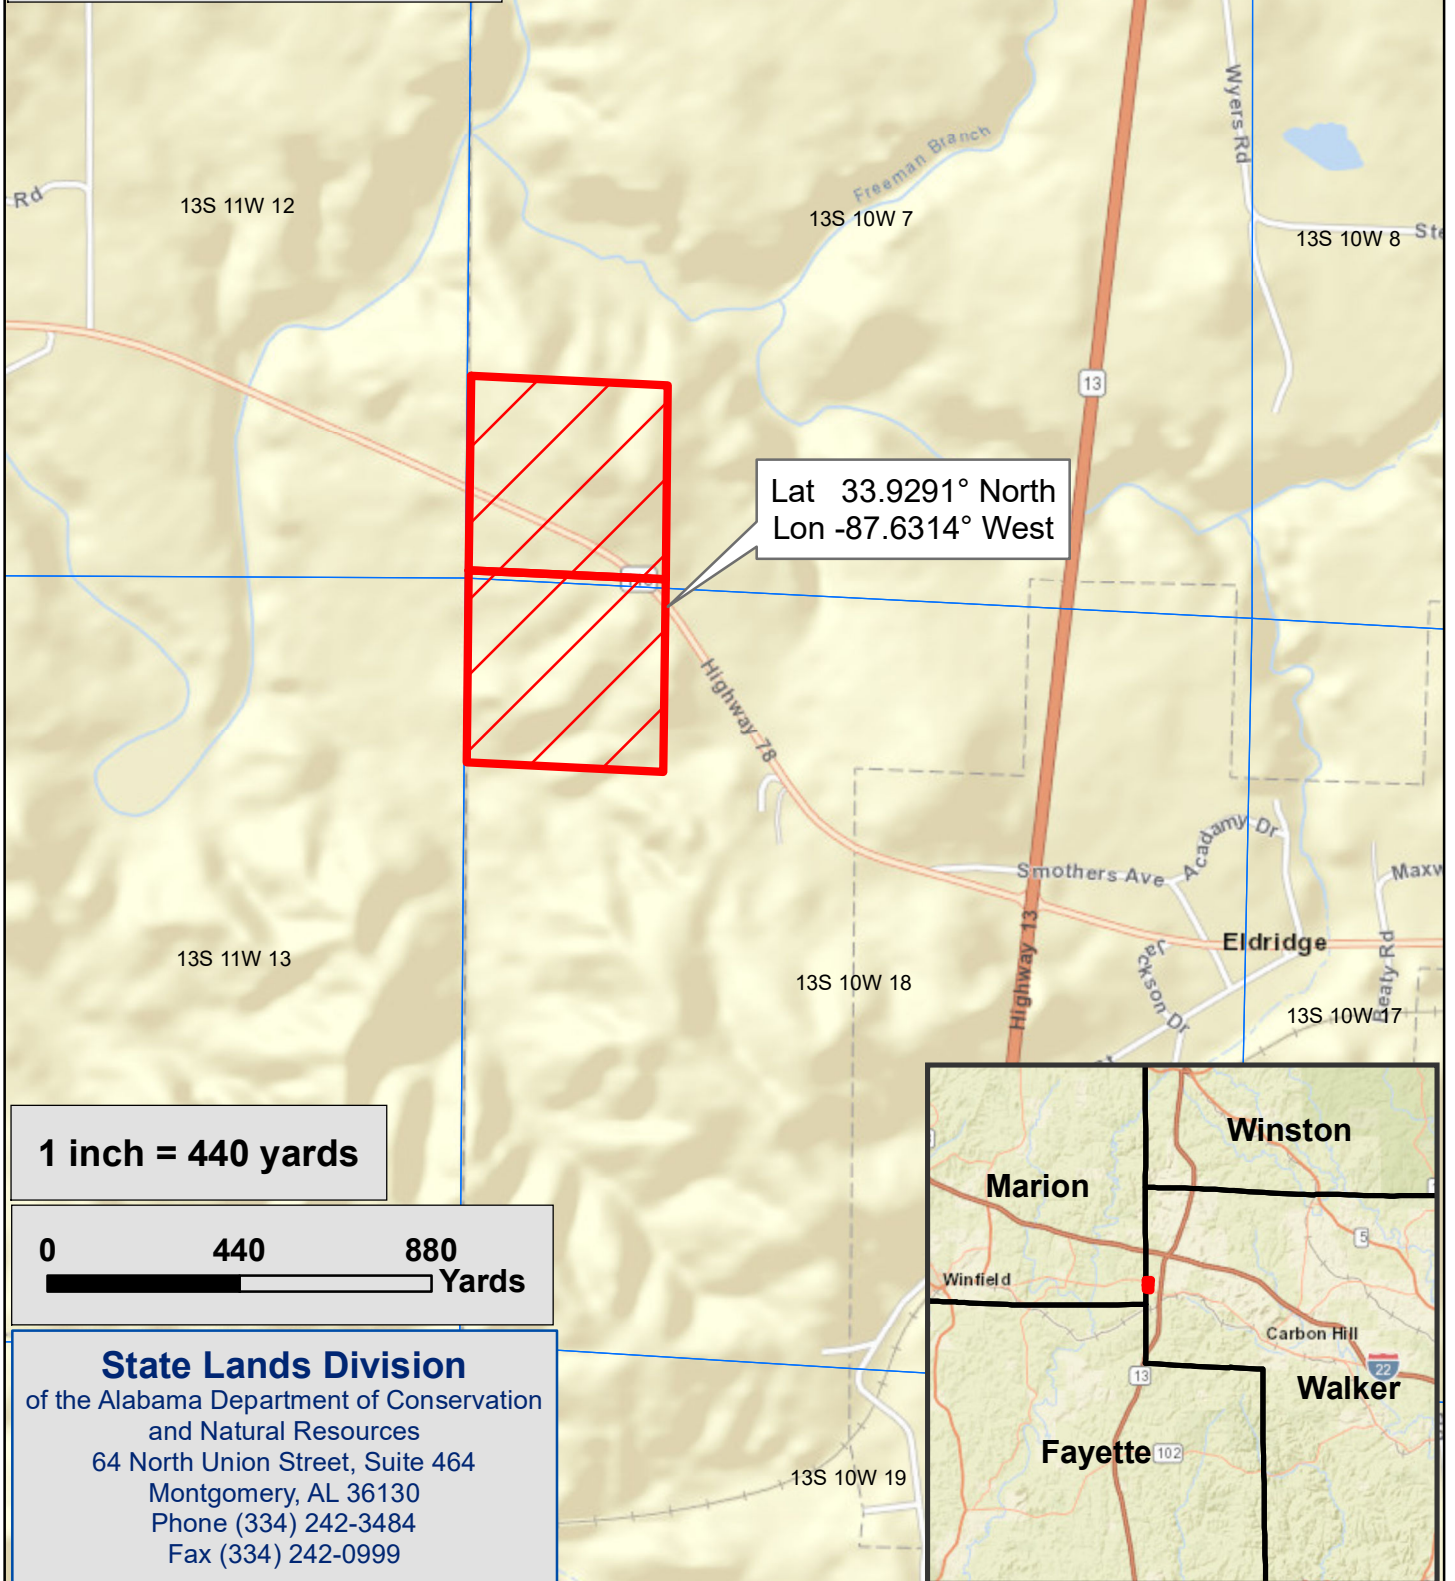 Wyers Rd
Freeman Branch
Rd
13S 11W 12
13S 10W 7
13S 10W 8
Ste
13
Lat 33.9291° North
Lon -87.6314° West
Highway 78
Acadamy Dr
Smothers Ave
Maxw
Highway 13
Jackson Dr
Eldridge
Beaty Rd
13S 11W 13
13S 10W 18
13S 10W 17
1 inch = 440 yards
0 440 880
Yards
State Lands Division
of the Alabama Department of Conservation
and Natural Resources
64 North Union Street, Suite 464
Montgomery, AL 36130
Phone (334) 242-3484
Fax (334) 242-0999
13S 10W 19
Winston
Marion
5
Winfield
Carbon Hill
22
13
Walker
Fayette
102